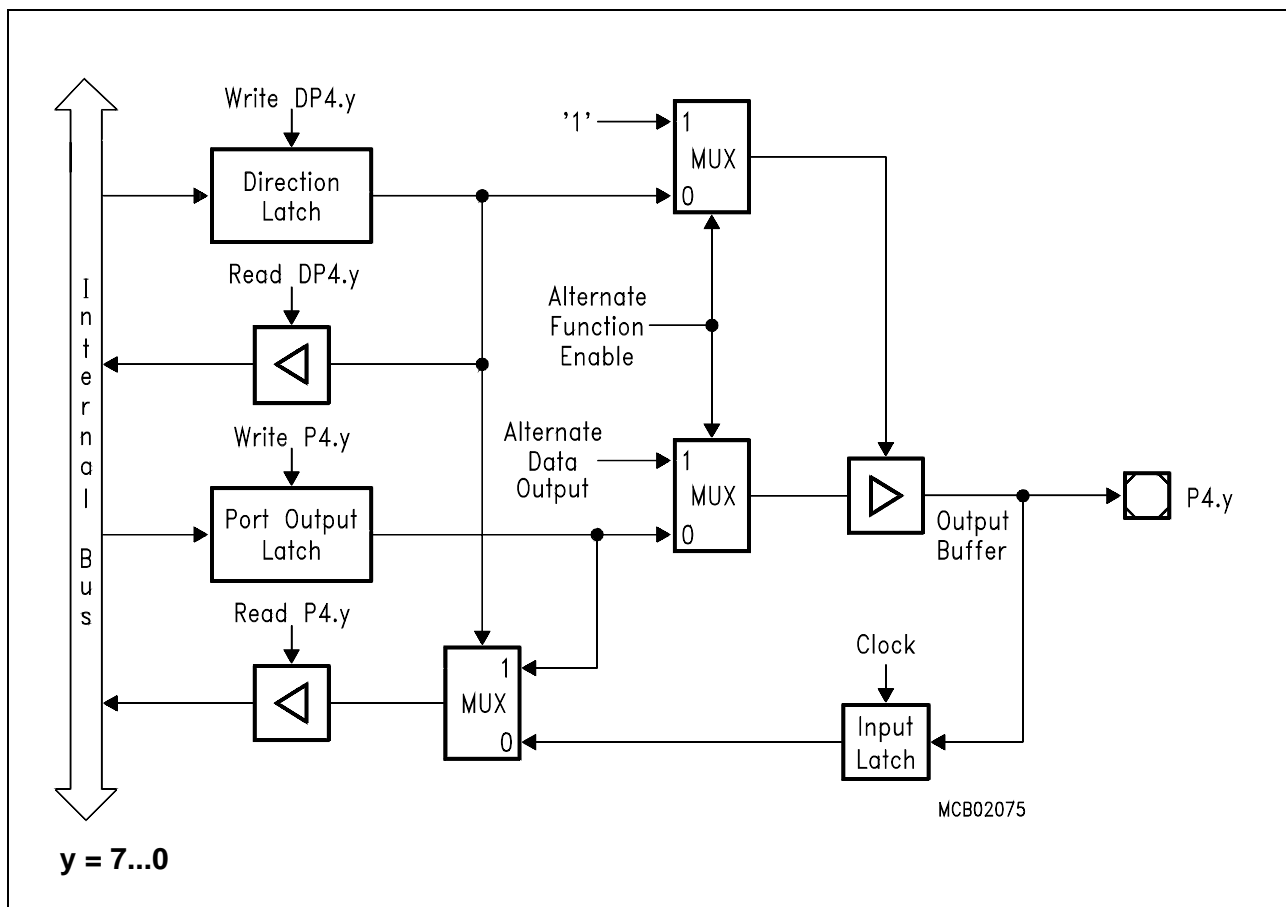 Write DP4.y
'1'
1
MUX
0
Direction
Latch
Read DP4.y
Internal Bus
Alternate
Function
Enable
Write P4.y
Alternate
Data
Output
1
MUX
0
Port Output
Latch
Output
Buffer
P4.y
Read P4.y
1
MUX
0
Clock
Input
Latch
MCB02075
y = 7...0